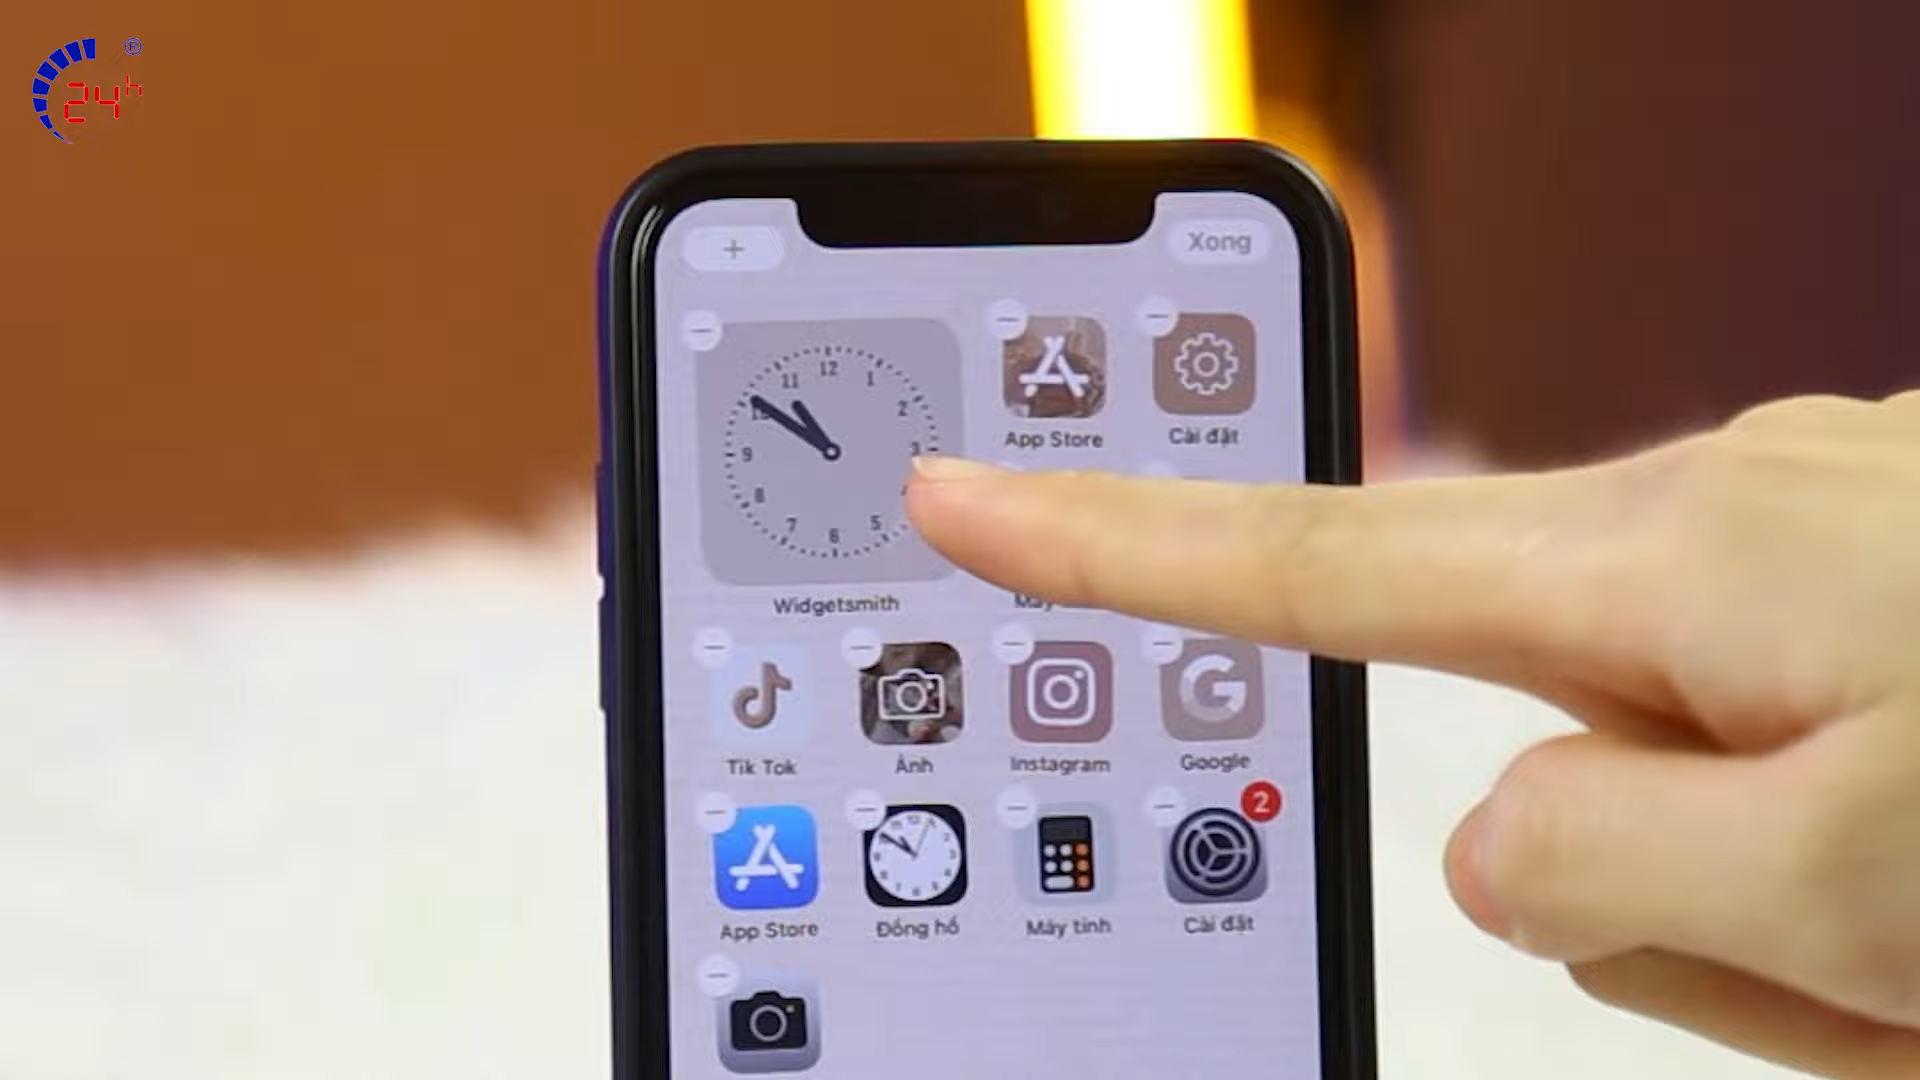 24h
+
Xong
12
11
1
2
3
9
8
7
6
5
App Store
Cài đặt
Widgetsmith
Máy
Tik Tok
Ảnh
Instagram
Google
2
App Store
Đồng hồ
Máy tính
Cài đặt